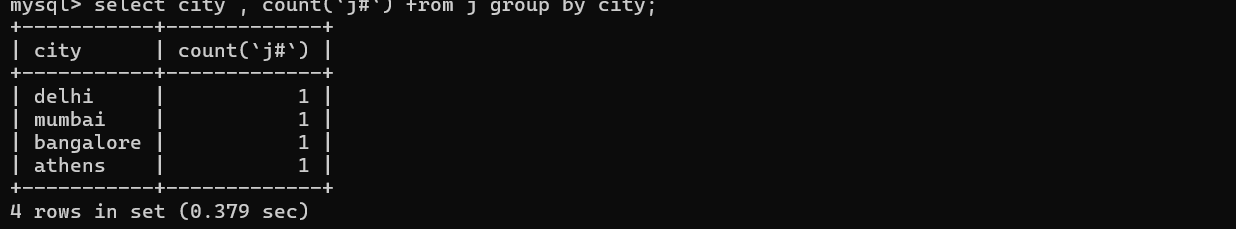 mysql> select city , count(`j#`) from j group by city;
+-----------+-------------+
| city      | count(`j#`) |
+-----------+-------------+
| delhi     |           1 |
| mumbai    |           1 |
| bangalore |           1 |
| athens    |           1 |
+-----------+-------------+
4 rows in set (0.379 sec)